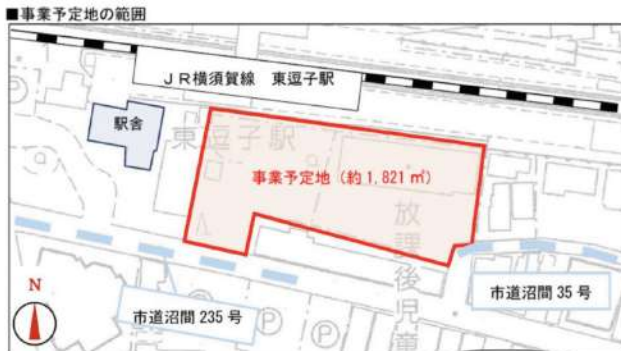 ■事業予定地の範囲
JR横須賀線 東逗子駅
駅舎
東逗子駅
事業予定地（約1,821㎡）
放課後児童
市道沼間35号
N
市道沼間235号
P
P